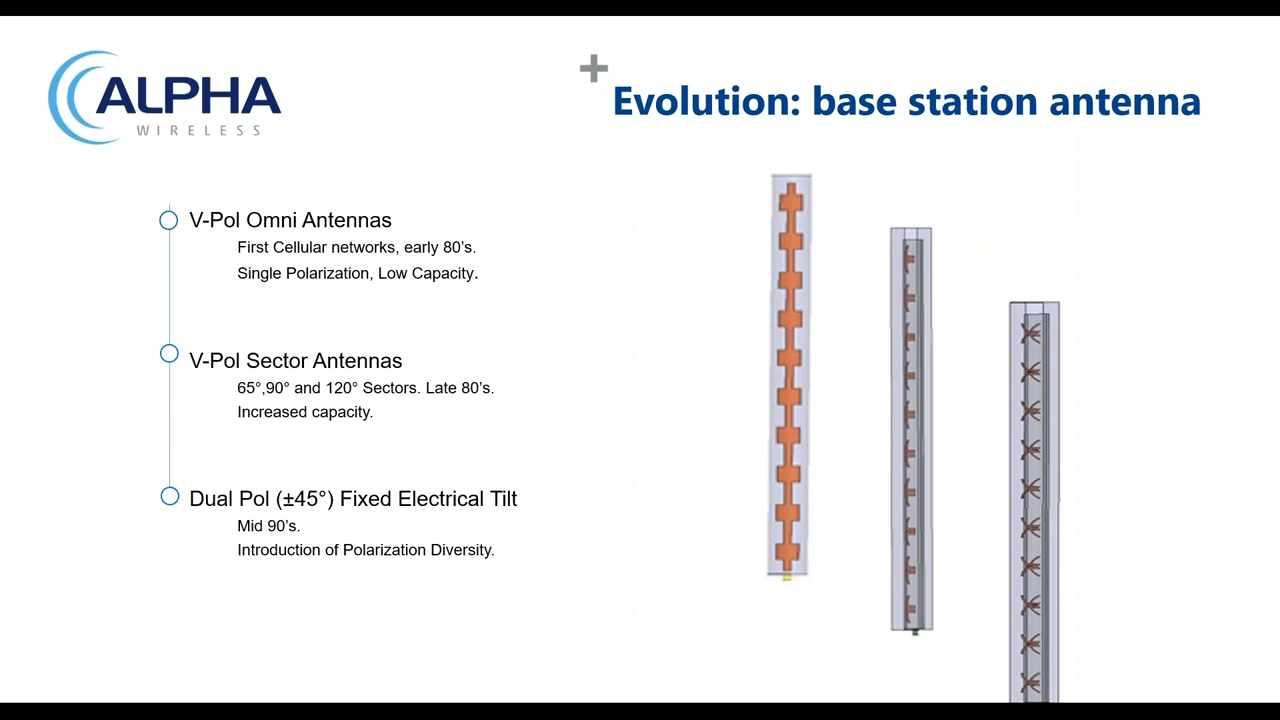 ALPHA
WIRELESS
Evolution: base station antenna
V-Pol Omni Antennas
First Cellular networks, early 80's.
Single Polarization, Low Capacity.
V-Pol Sector Antennas
65°,90° and 120° Sectors. Late 80's.
Increased capacity.
Dual Pol (±45°) Fixed Electrical Tilt
Mid 90's.
Introduction of Polarization Diversity.